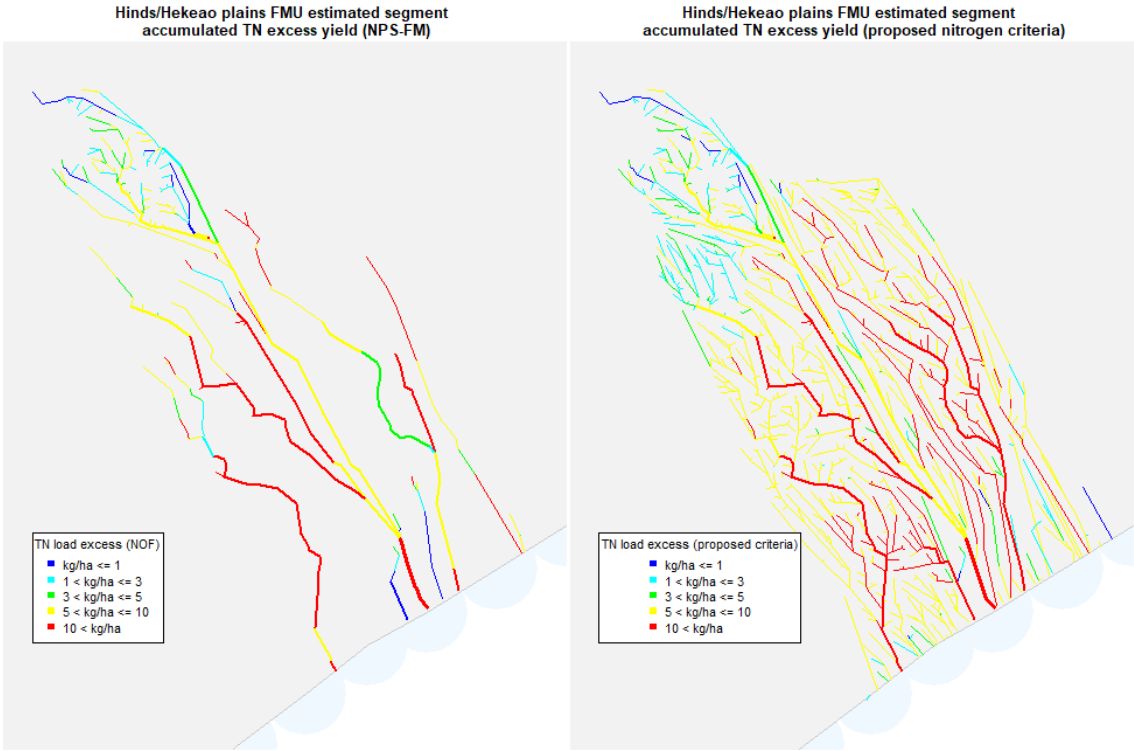 Hinds/Hekeao plains FMU estimated segment
accumulated TN excess yield (NPS-FM)
TN load excess (NOF)
kg/ha <= 1
1 < kg/ha <= 3
3 < kg/ha <= 5
5 < kg/ha <= 10
10 < kg/ha
Hinds/Hekeao plains FMU estimated segment
accumulated TN excess yield (proposed nitrogen criteria)
TN load excess (proposed criteria)
kg/ha <= 1
1 < kg/ha <= 3
3 < kg/ha <= 5
5 < kg/ha <= 10
10 < kg/ha